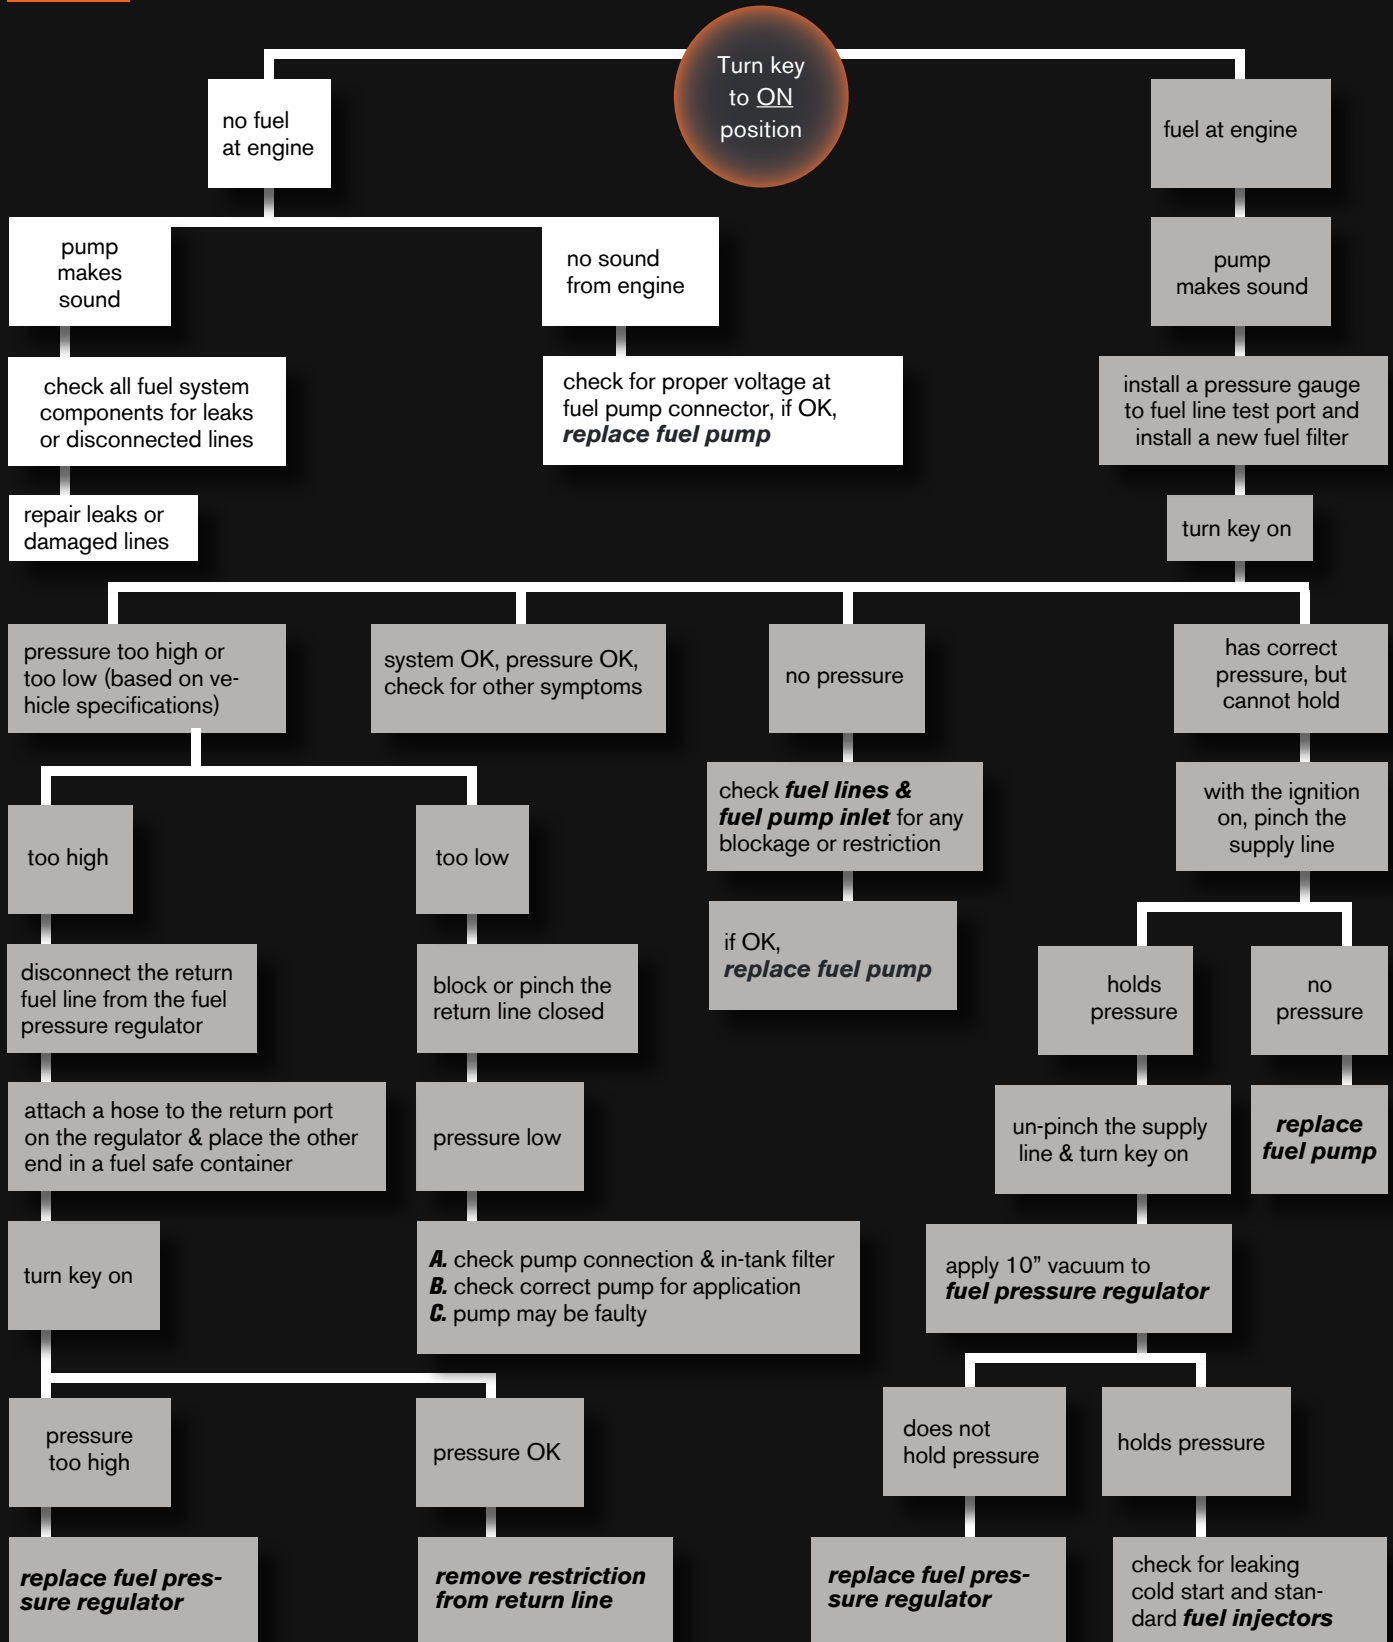 Turn key
to ON
position
no fuel
at engine
fuel at engine
pump
makes
sound
no sound
from engine
pump
makes sound
check all fuel system
components for leaks
or disconnected lines
check for proper voltage at
fuel pump connector, if OK,
replace fuel pump
install a pressure gauge
to fuel line test port and
install a new fuel filter
repair leaks or
damaged lines
turn key on
pressure too high or
too low (based on ve-
hicle specifications)
system OK, pressure OK,
check for other symptoms
no pressure
has correct
pressure, but
cannot hold
too high
too low
check fuel lines &
fuel pump inlet for any
blockage or restriction
with the ignition
on, pinch the
supply line
disconnect the return
fuel line from the fuel
pressure regulator
block or pinch the
return line closed
if OK,
replace fuel pump
holds
pressure
no
pressure
attach a hose to the return port
on the regulator & place the other
end in a fuel safe container
pressure low
un-pinch the supply
line & turn key on
replace
fuel pump
turn key on
A. check pump connection & in-tank filter
B. check correct pump for application
C. pump may be faulty
apply 10” vacuum to
fuel pressure regulator
pressure
too high
pressure OK
does not
hold pressure
holds pressure
replace fuel pres-
sure regulator
remove restriction
from return line
replace fuel pres-
sure regulator
check for leaking
cold start and stan-
dard fuel injectors